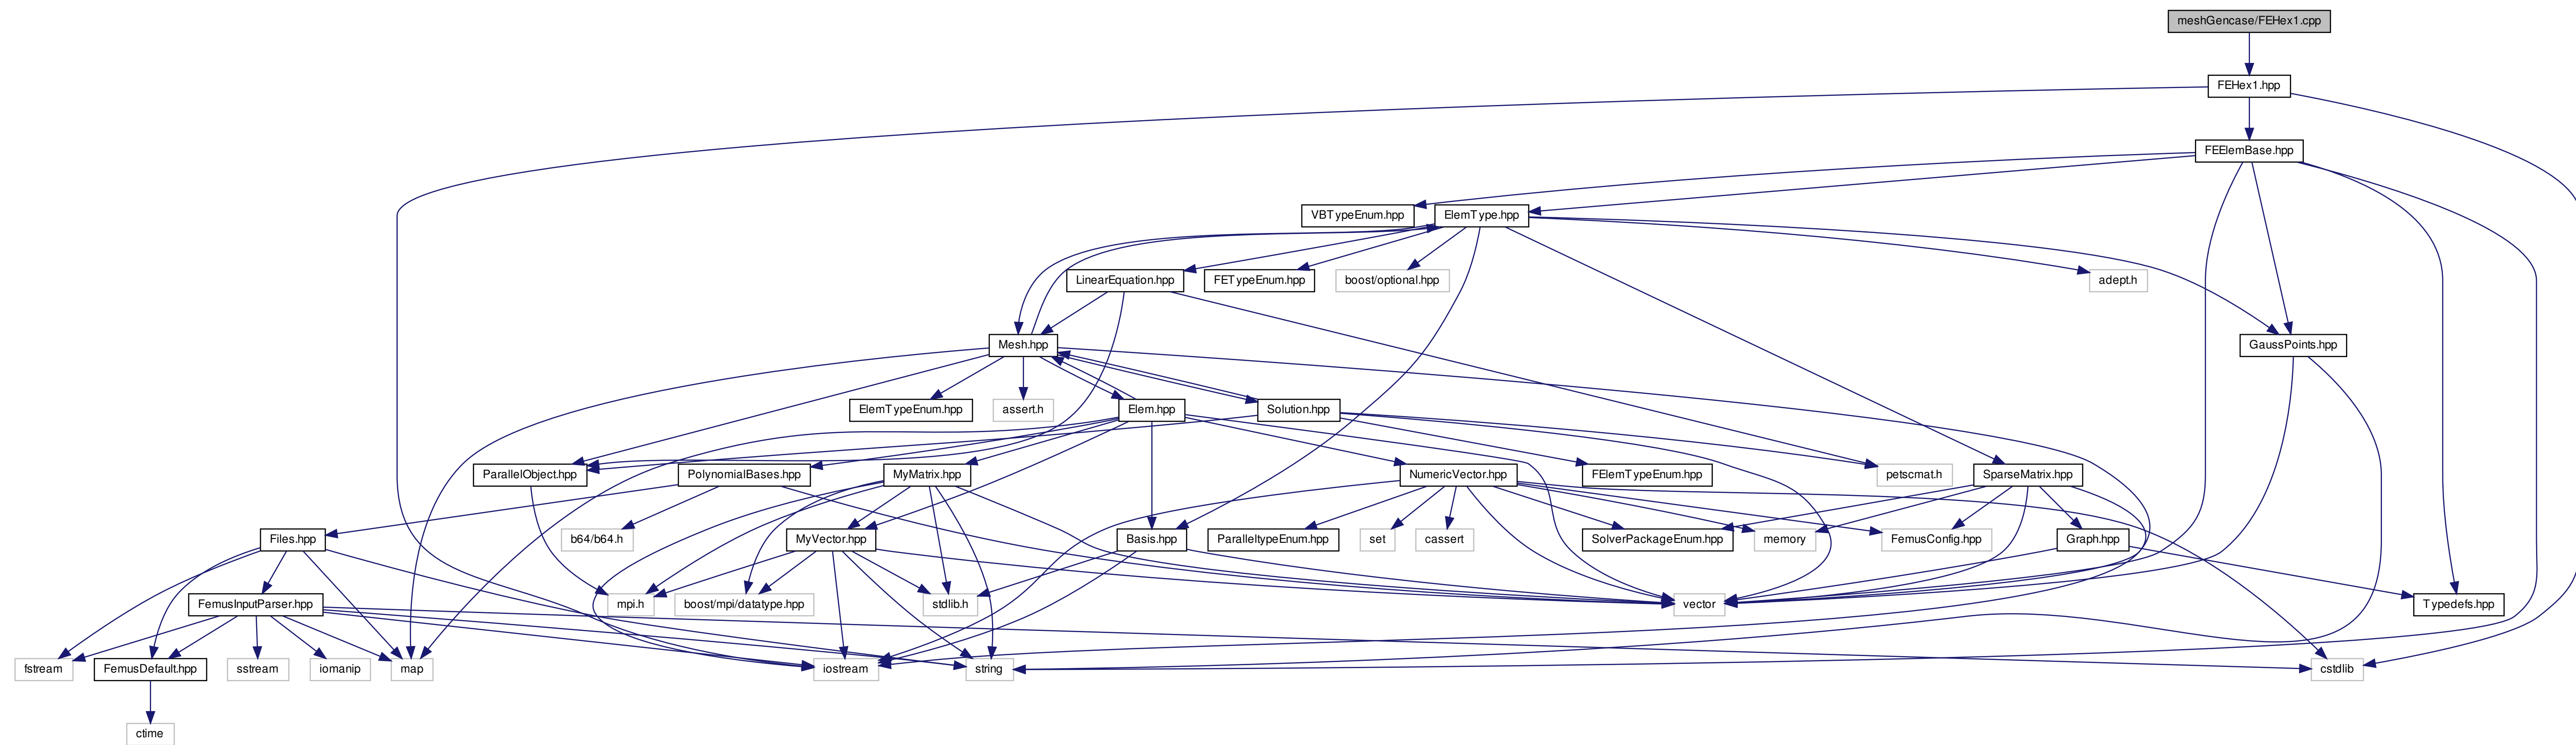 meshGencase/FEHex1.cpp
FEHex1.hpp
FEElemBase.hpp
VBTypeEnum.hpp
ElemType.hpp
LinearEquation.hpp
FETypeEnum.hpp
boost/optional.hpp
adept.h
Mesh.hpp
GaussPoints.hpp
ElemTypeEnum.hpp
assert.h
Elem.hpp
Solution.hpp
ParallelObject.hpp
PolynomialBases.hpp
MyMatrix.hpp
NumericVector.hpp
FElemTypeEnum.hpp
petscmat.h
SparseMatrix.hpp
Files.hpp
b64/b64.h
MyVector.hpp
Basis.hpp
ParalleltypeEnum.hpp
set
cassert
SolverPackageEnum.hpp
memory
FemusConfig.hpp
Graph.hpp
FemusInputParser.hpp
mpi.h
boost/mpi/datatype.hpp
stdlib.h
vector
Typedefs.hpp
fstream
FemusDefault.hpp
sstream
iomanip
map
iostream
string
cstdlib
ctime